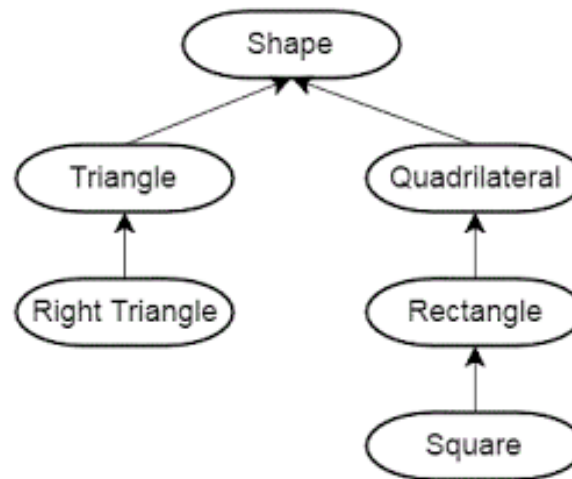 Shape
Triangle
Quadrilateral
Right Triangle
Rectangle
Square